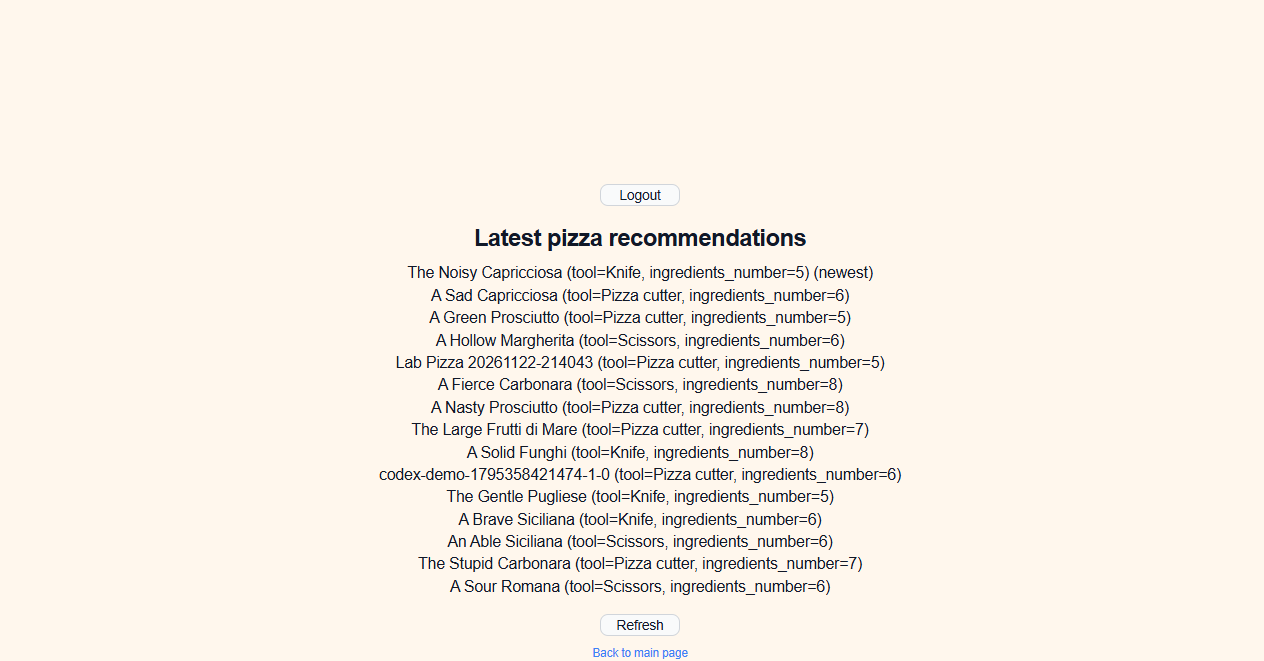 Logout
Latest pizza recommendations
The Noisy Capricciosa (tool=Knife, ingredients_number=5) (newest)
A Sad Capricciosa (tool=Pizza cutter, ingredients_number=6)
A Green Prosciutto (tool=Pizza cutter, ingredients_number=5)
A Hollow Margherita (tool=Scissors, ingredients_number=6)
Lab Pizza 20261122-214043 (tool=Pizza cutter, ingredients_number=5)
A Fierce Carbonara (tool=Scissors, ingredients_number=8)
A Nasty Prosciutto (tool=Pizza cutter, ingredients_number=8)
The Large Frutti di Mare (tool=Pizza cutter, ingredients_number=7)
A Solid Funghi (tool=Knife, ingredients_number=8)
codex-demo-1795358421474-1-0 (tool=Pizza cutter, ingredients_number=6)
The Gentle Pugliese (tool=Knife, ingredients_number=5)
A Brave Siciliana (tool=Knife, ingredients_number=6)
An Able Siciliana (tool=Scissors, ingredients_number=6)
The Stupid Carbonara (tool=Pizza cutter, ingredients_number=7)
A Sour Romana (tool=Scissors, ingredients_number=6)
Refresh
Back to main page